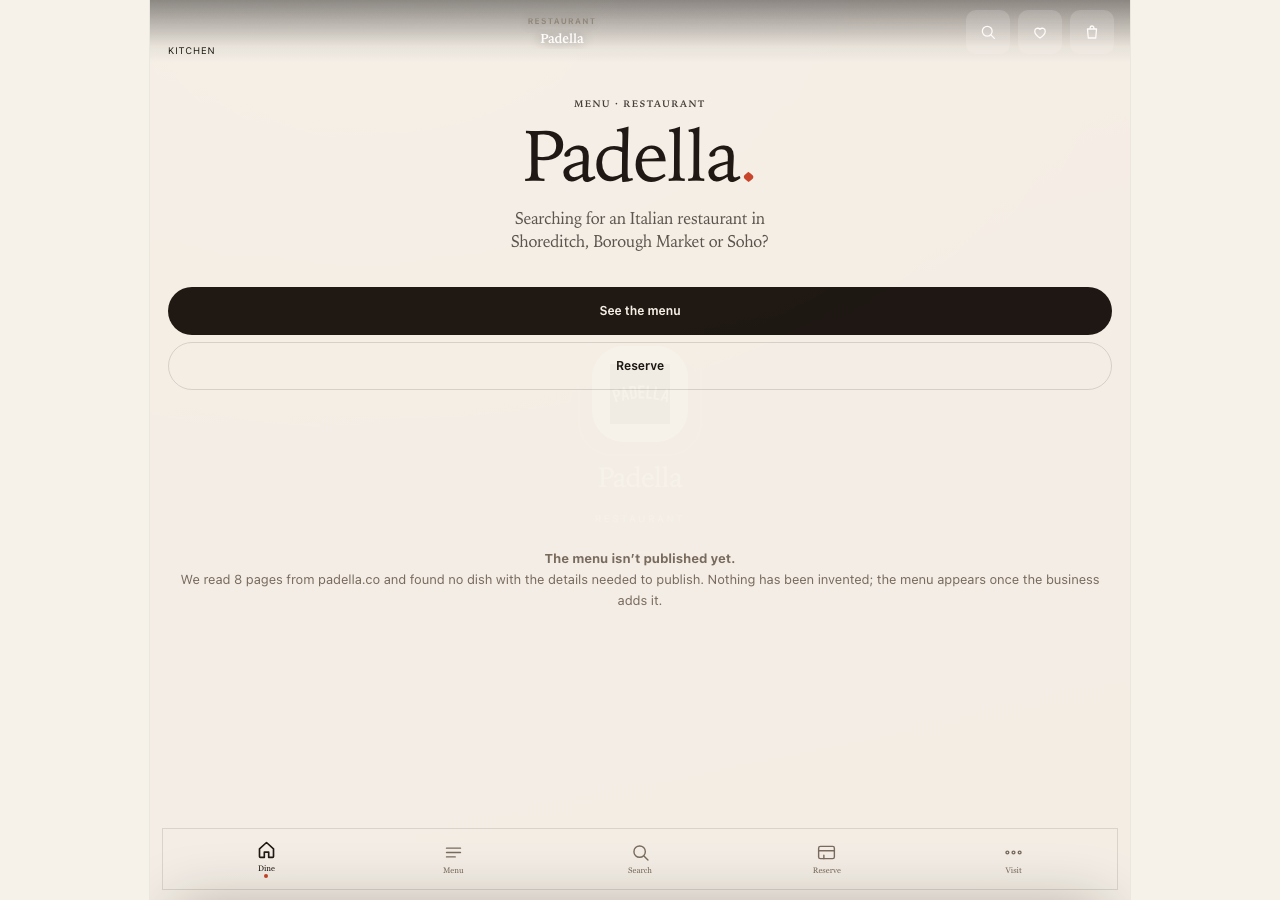 RESTAURANT
Padella
KITCHEN
MENU · RESTAURANT
Padella.
Searching for an Italian restaurant in
Shoreditch, Borough Market or Soho?
See the menu
Reserve
PADELLA
Padella
The menu isn’t published yet.
We read 8 pages from padella.co and found no dish with the details needed to publish. Nothing has been invented; the menu appears once the business
adds it.
Dine
Menu
Search
Reserve
Visit